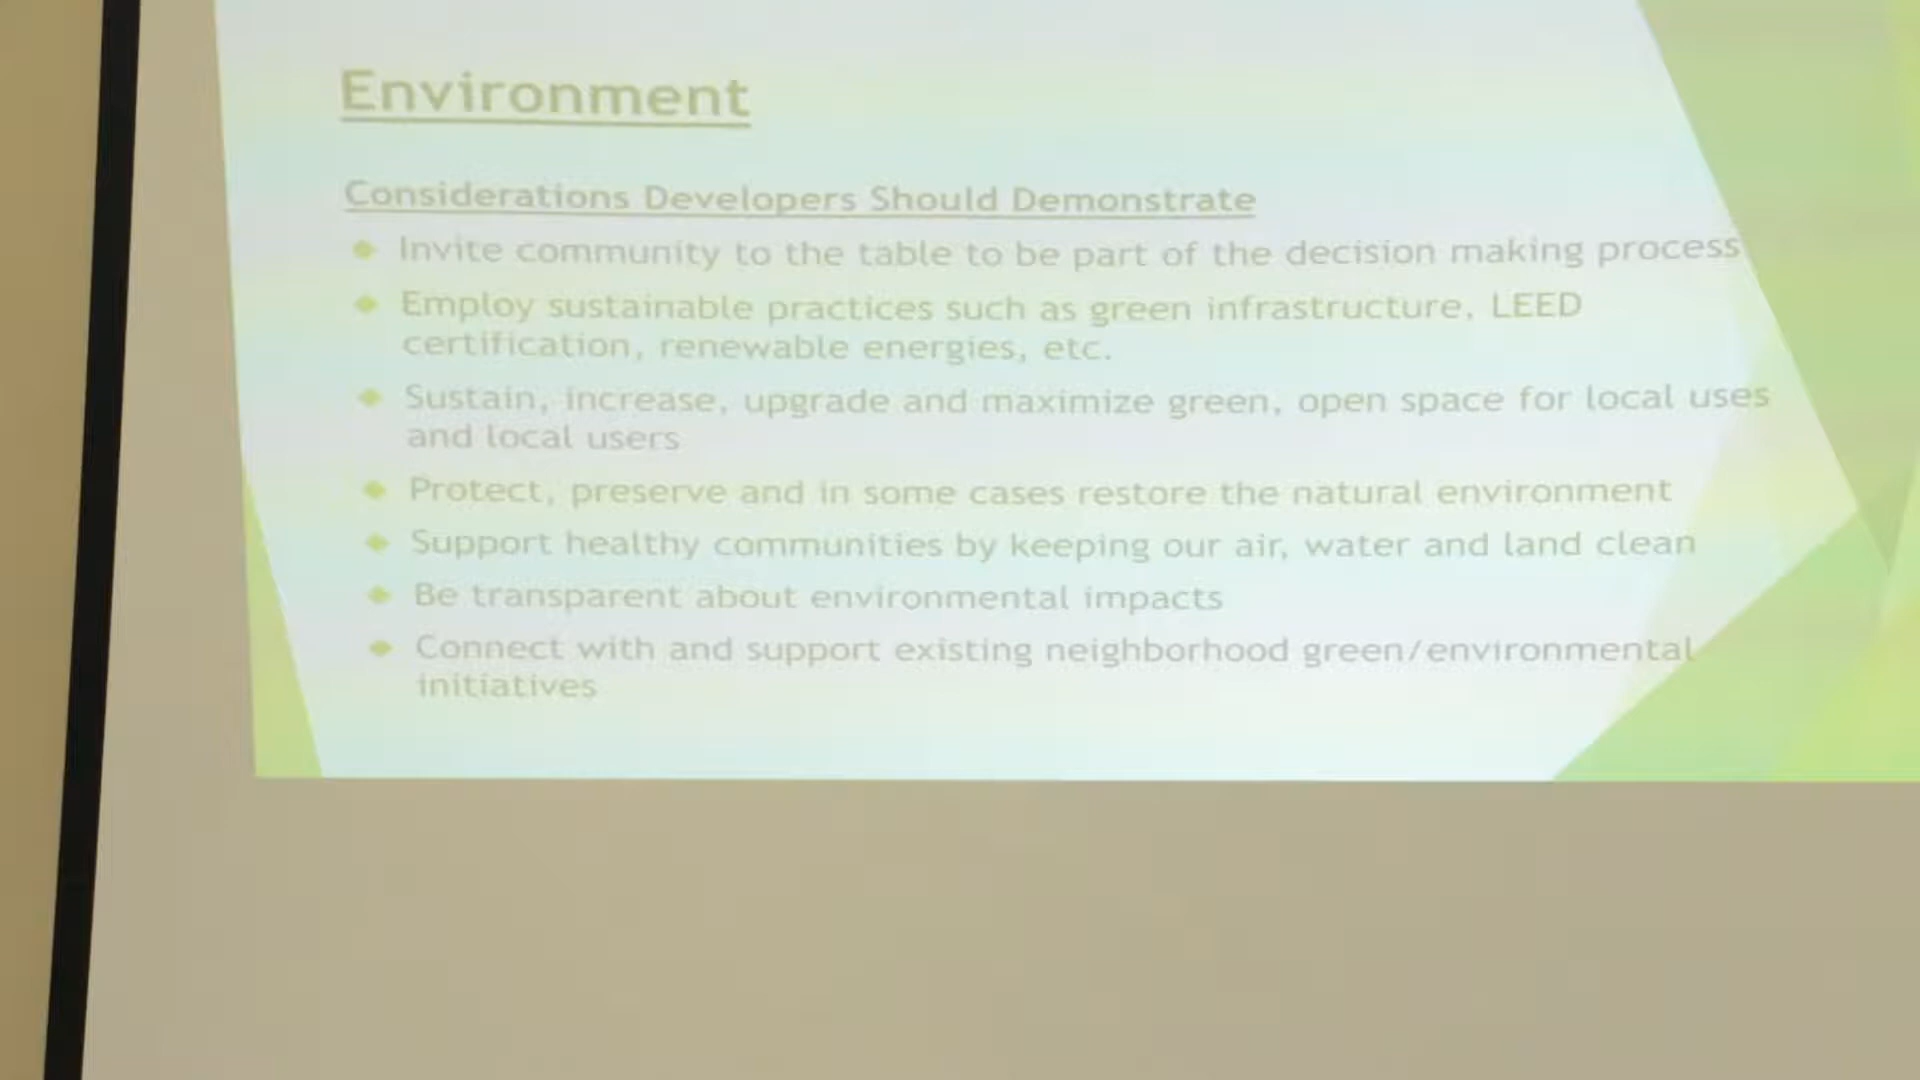 Environment
Considerations Developers Should Demonstrate
Invite community to the table to be part of the decision making process
Employ sustainable practices such as green infrastructure, LEED
certification, renewable energies, etc.
Sustain, increase, upgrade and maximize green, open space for local uses
and local users
Protect, preserve and in some cases restore the natural environment
Support healthy communities by keeping our air, water and land clean
Be transparent about environmental impacts
Connect with and support existing neighborhood green/environmental
initiatives